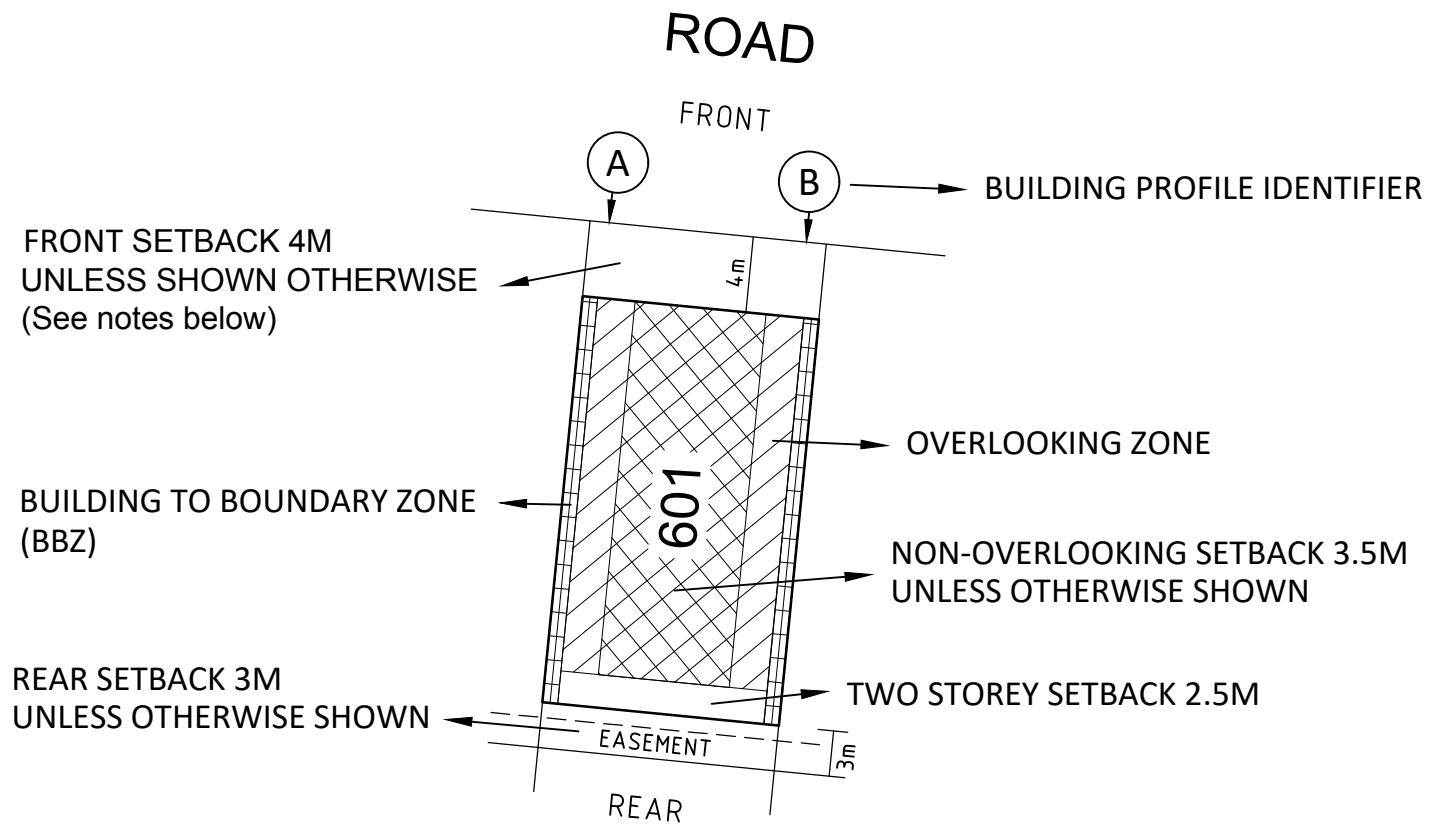 ROAD
FRONT
A
B
BUILDING PROFILE IDENTIFIER
FRONT SETBACK 4M
UNLESS SHOWN OTHERWISE
(See notes below)
4m
OVERLOOKING ZONE
601
BUILDING TO BOUNDARY ZONE
(BBZ)
NON-OVERLOOKING SETBACK 3.5M
UNLESS OTHERWISE SHOWN
REAR SETBACK 3M
UNLESS OTHERWISE SHOWN
TWO STOREY SETBACK 2.5M
EASEMENT
3m
REAR